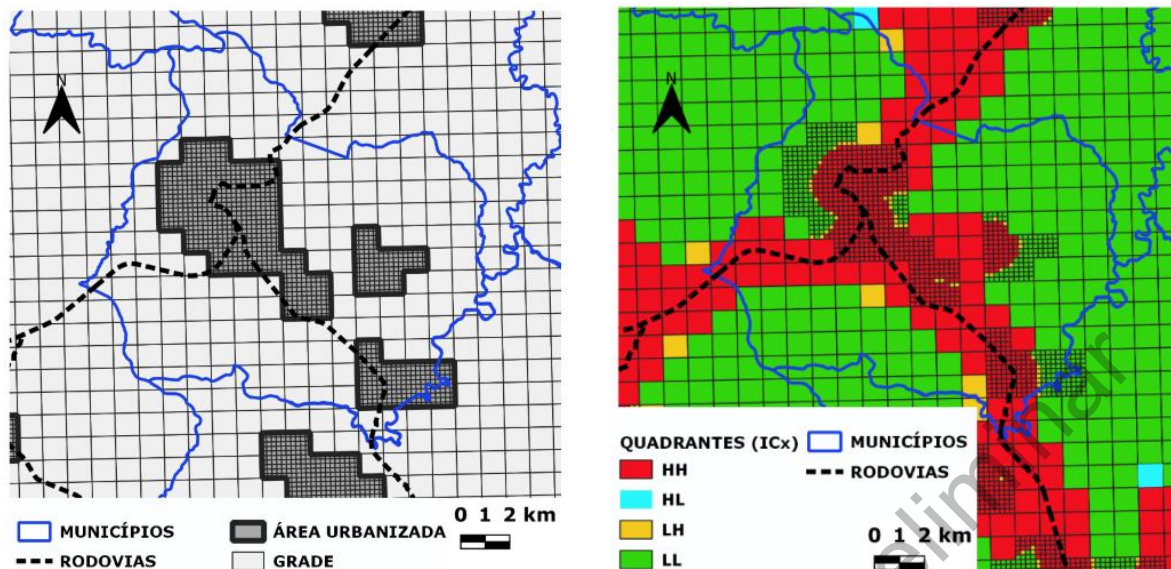 N
MUNICÍPIOS
RODOVIAS
ÁREA URBANIZADA
GRADE
0 1 2 km
N
QUADRANTES (ICx)
HH
HL
LH
LL
MUNICÍPIOS
RODOVIAS
0 1 2 km
eliminar